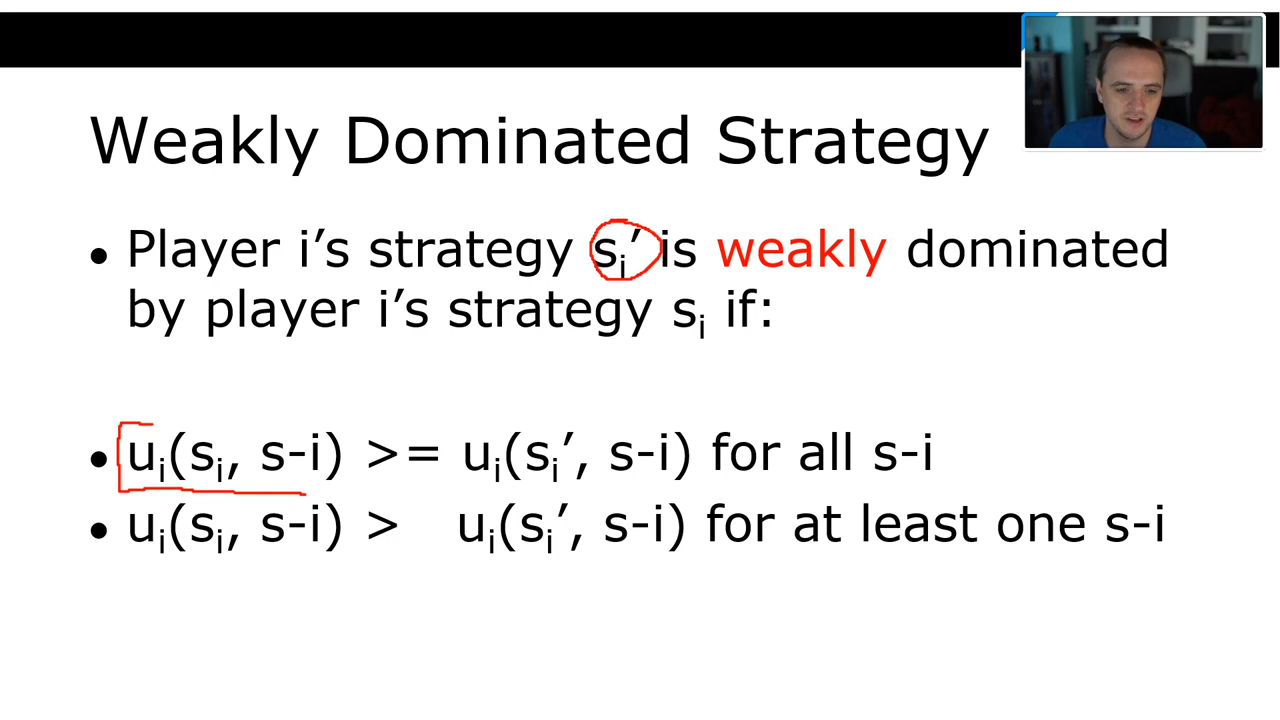 Weakly Dominated Strategy
• Player i’s strategy sᵢ’ is weakly dominated
by player i’s strategy sᵢ if:
• uᵢ(sᵢ, s-i) >= uᵢ(sᵢ’, s-i) for all s-i
• uᵢ(sᵢ, s-i) > uᵢ(sᵢ’, s-i) for at least one s-i